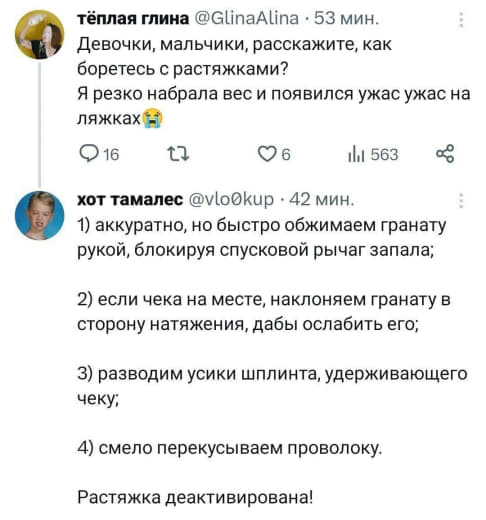 тёплая глина @GlinaAlina · 53 мин.
Девочки, мальчики, расскажите, как
боретесь с растяжками?
Я резко набрала вес и появился ужас ужас на
ляжках😭
16 6 563
хот тамалес @vlo0kup · 42 мин.
1) аккуратно, но быстро обжимаем гранату
рукой, блокируя спусковой рычаг запала;
2) если чека на месте, наклоняем гранату в
сторону натяжения, дабы ослабить его;
3) разводим усики шплинта, удерживающего
чеку;
4) смело перекусываем проволоку.
Растяжка деактивирована!